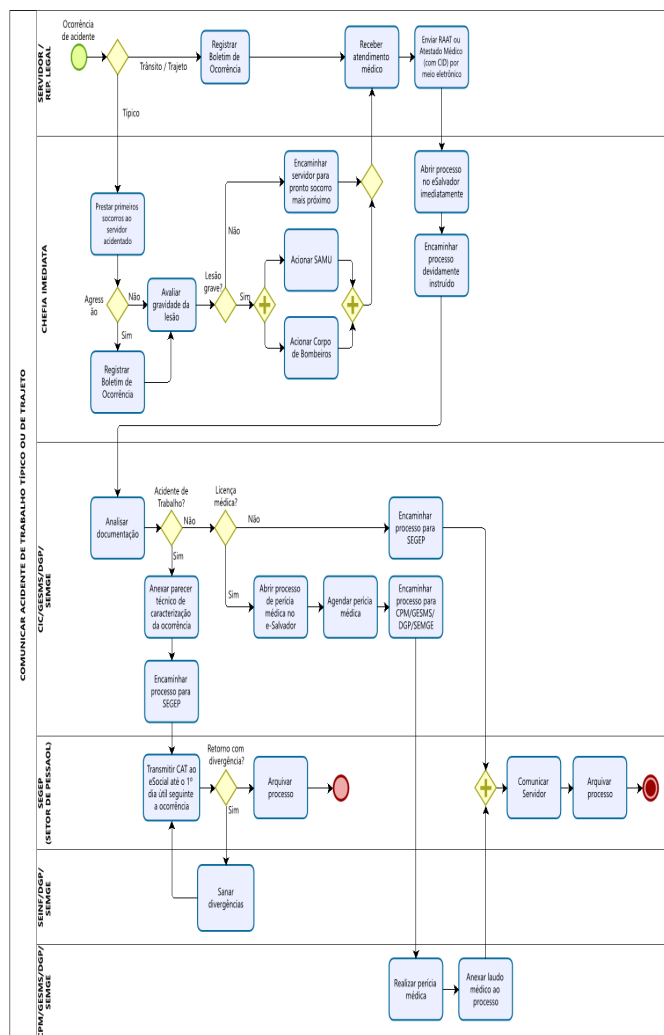 COMUNICAR ACIDENTE DE TRABALHO TÍPICO OU DE TRAJETO
SERVIDOR /
REP. LEGAL
Ocorrência
de acidente
Trânsito / Trajeto
Típico
Registrar
Boletim de
Ocorrência
Receber
atendimento
médico
Enviar RAAT ou
Atestado Médico
(com CID) por
meio eletrônico
CHEFIA IMEDIATA
Prestar primeiros
socorros ao
servidor
acidentado
Agress
ão
Não
Sim
Registrar
Boletim de
Ocorrência
Avaliar
gravidade da
lesão
Lesão
grave?
Não
Sim
Encaminhar
servidor para
pronto socorro
mais próximo
Acionar SAMU
Acionar Corpo
de Bombeiros
Abrir processo
no eSalvador
imediatamente
Encaminhar
processo
devidamente
instruído
CIC/GESMS/DGP/
SEMGE
Analisar
documentação
Acidente de
Trabalho?
Não
Sim
Licença
médica?
Não
Sim
Encaminhar
processo para
SEGEP
Anexar parecer
técnico de
caracterização
da ocorrência
Abrir processo
de perícia
médica no
e-Salvador
Agendar perícia
médica
Encaminhar
processo para
CPM/GESMS/
DGP/SEMGE
Encaminhar
processo para
SEGEP
SEGEP
(SETOR DE PESSAOL)
Transmitir CAT ao
eSocial até o 1º
dia útil seguinte
a ocorrência
Retorno com
divergência?
Sim
Arquivar
processo
Comunicar
Servidor
Arquivar
processo
SEINF/DGP/
SEMGE
Sanar
divergências
CPM/GESMS/DGP/
SEMGE
Realizar perícia
médica
Anexar laudo
médico ao
processo